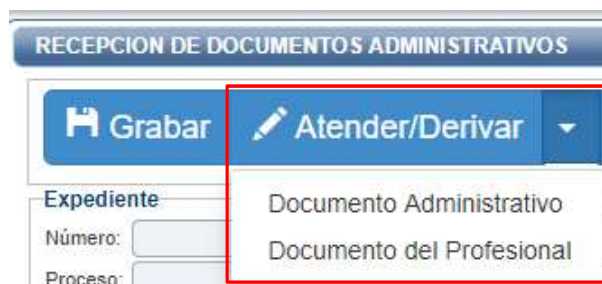 RECEPCION DE DOCUMENTOS ADMINISTRATIVOS
Grabar Atender/Derivar
Expediente
Documento Administrativo
Número:
Documento del Profesional
Proceso: